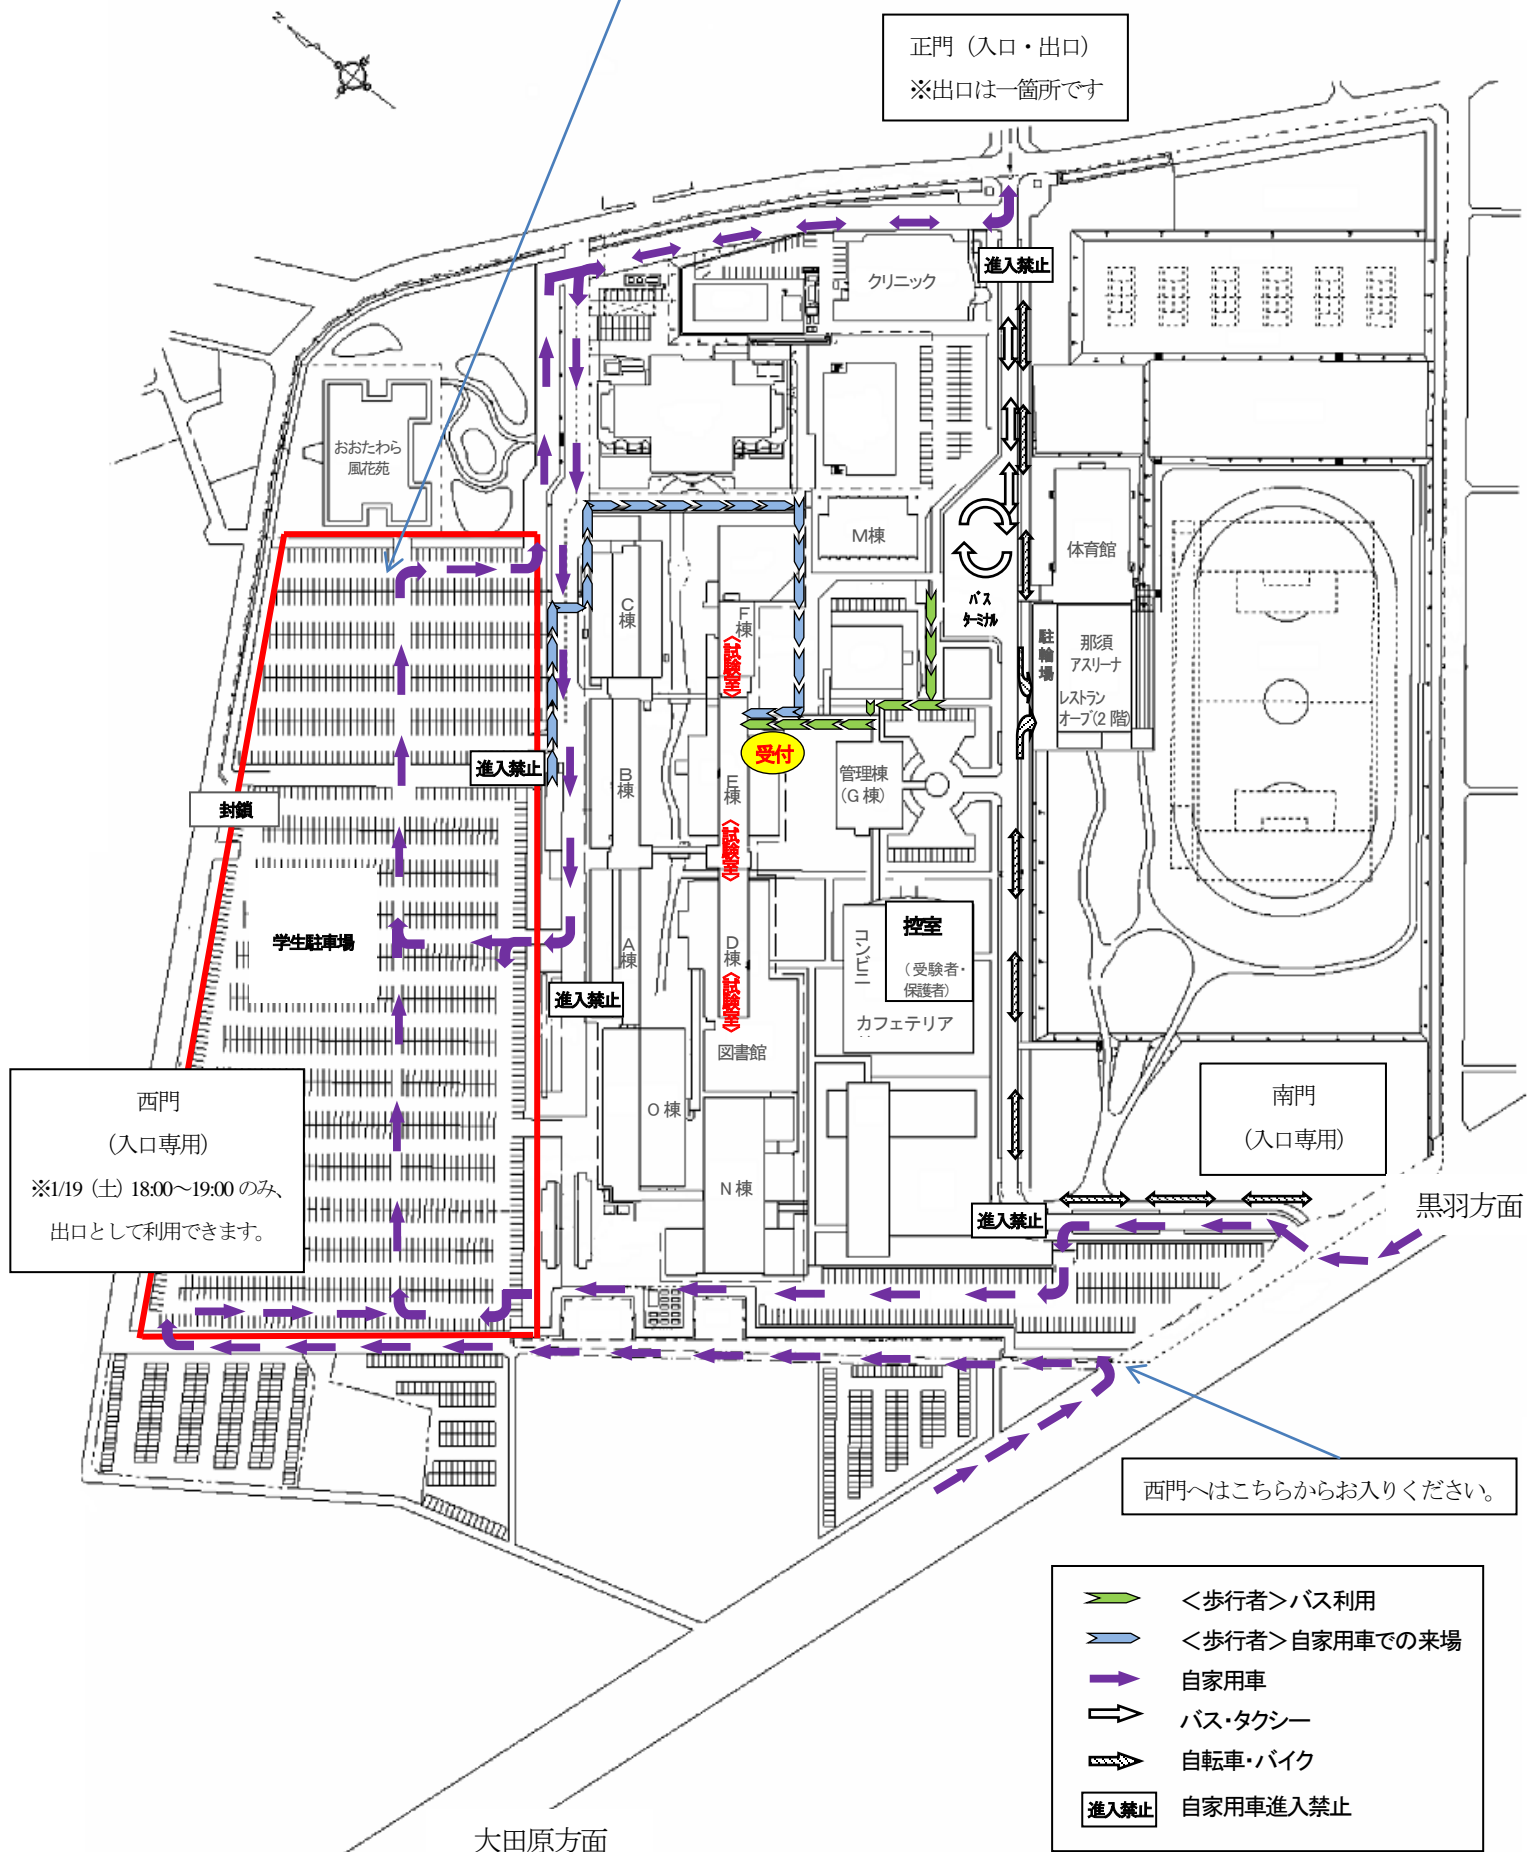 N
正門（入口・出口）
※出口は一箇所です
進入禁止
クリニック
おおたわら
風花苑
M棟
体育館
バス
ターミナル
C棟
F棟
〈試験室〉
駐輪場
那須
アスリーナ
レストラン
オーブ(2階)
受付
進入禁止
封鎖
B棟
E棟
管理棟
(G棟)
〈試験室〉
学生駐車場
A棟
D棟
〈試験室〉
コンビニ
控室
（受験者・
保護者）
カフェテリア
進入禁止
図書館
O棟
N棟
西門
（入口専用）
※1/19（土）18:00～19:00のみ、
出口として利用できます。
南門
（入口専用）
進入禁止
黒羽方面
西門へはこちらからお入りください。
＜歩行者＞バス利用
＜歩行者＞自家用車での来場
自家用車
バス・タクシー
自転車・バイク
進入禁止 自家用車進入禁止
大田原方面